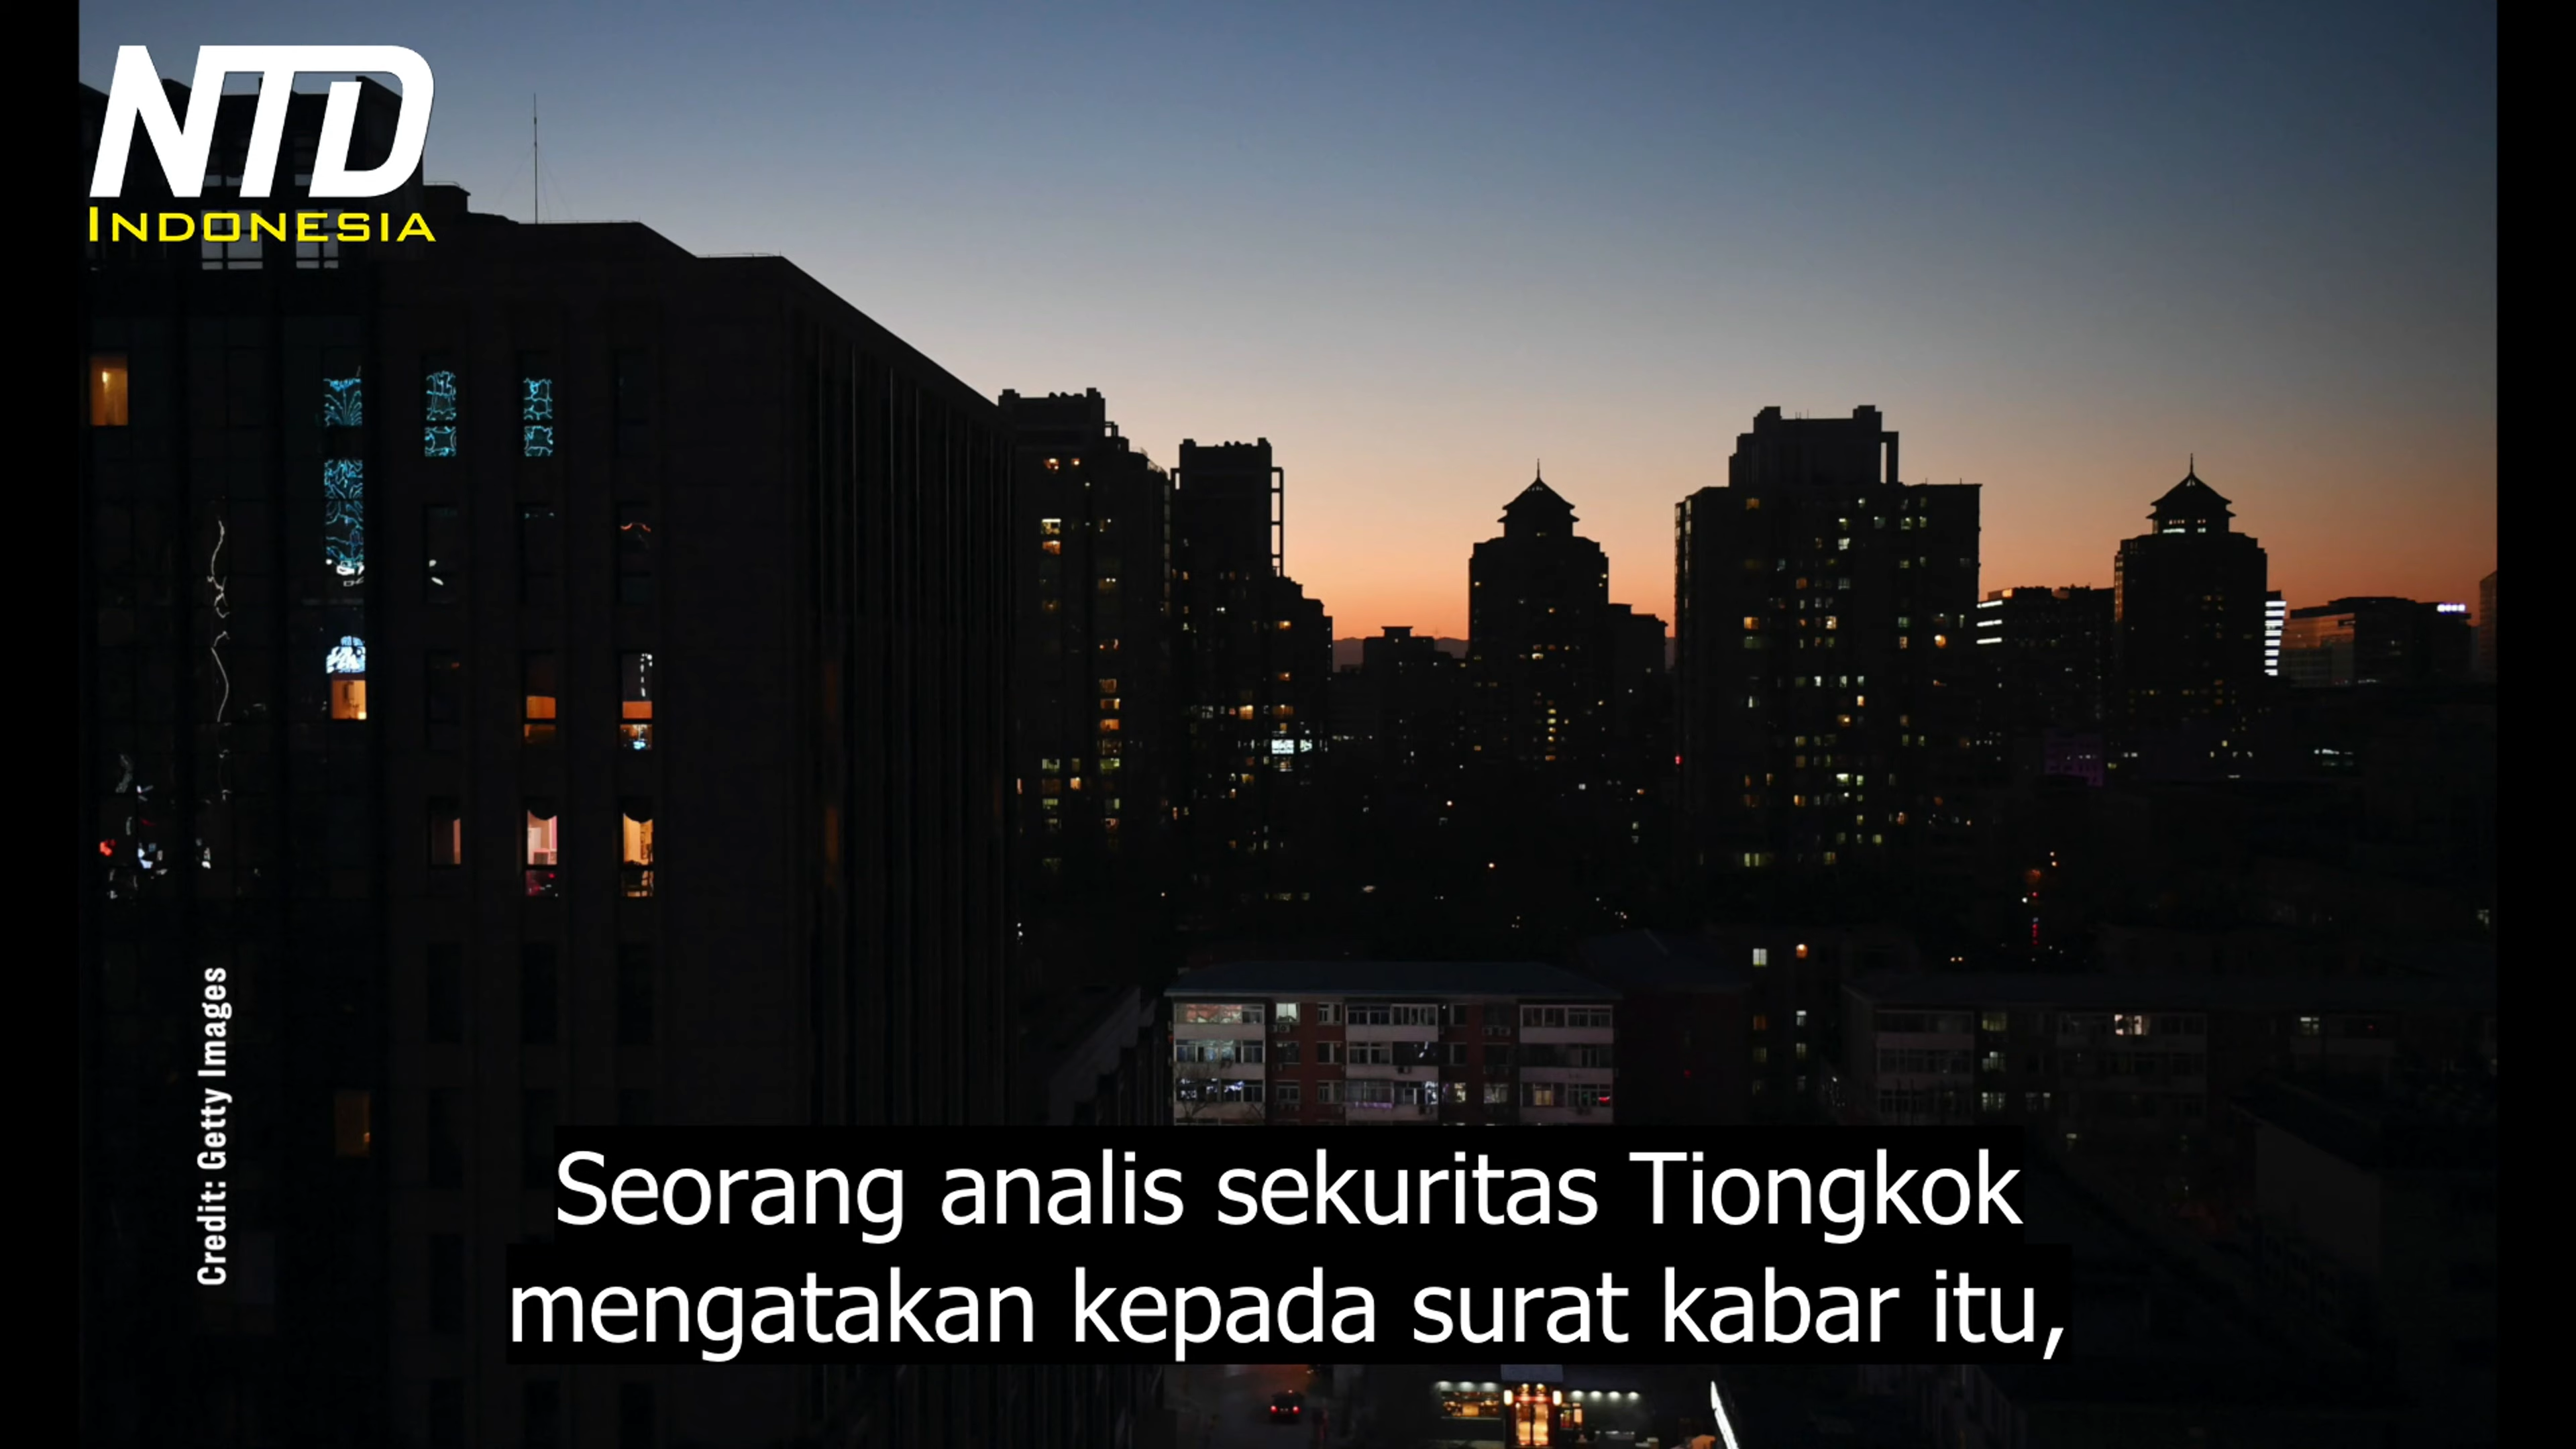 NTD
INDONESIA
Credit: Getty Images
Seorang analis sekuritas Tiongkok
mengatakan kepada surat kabar itu,